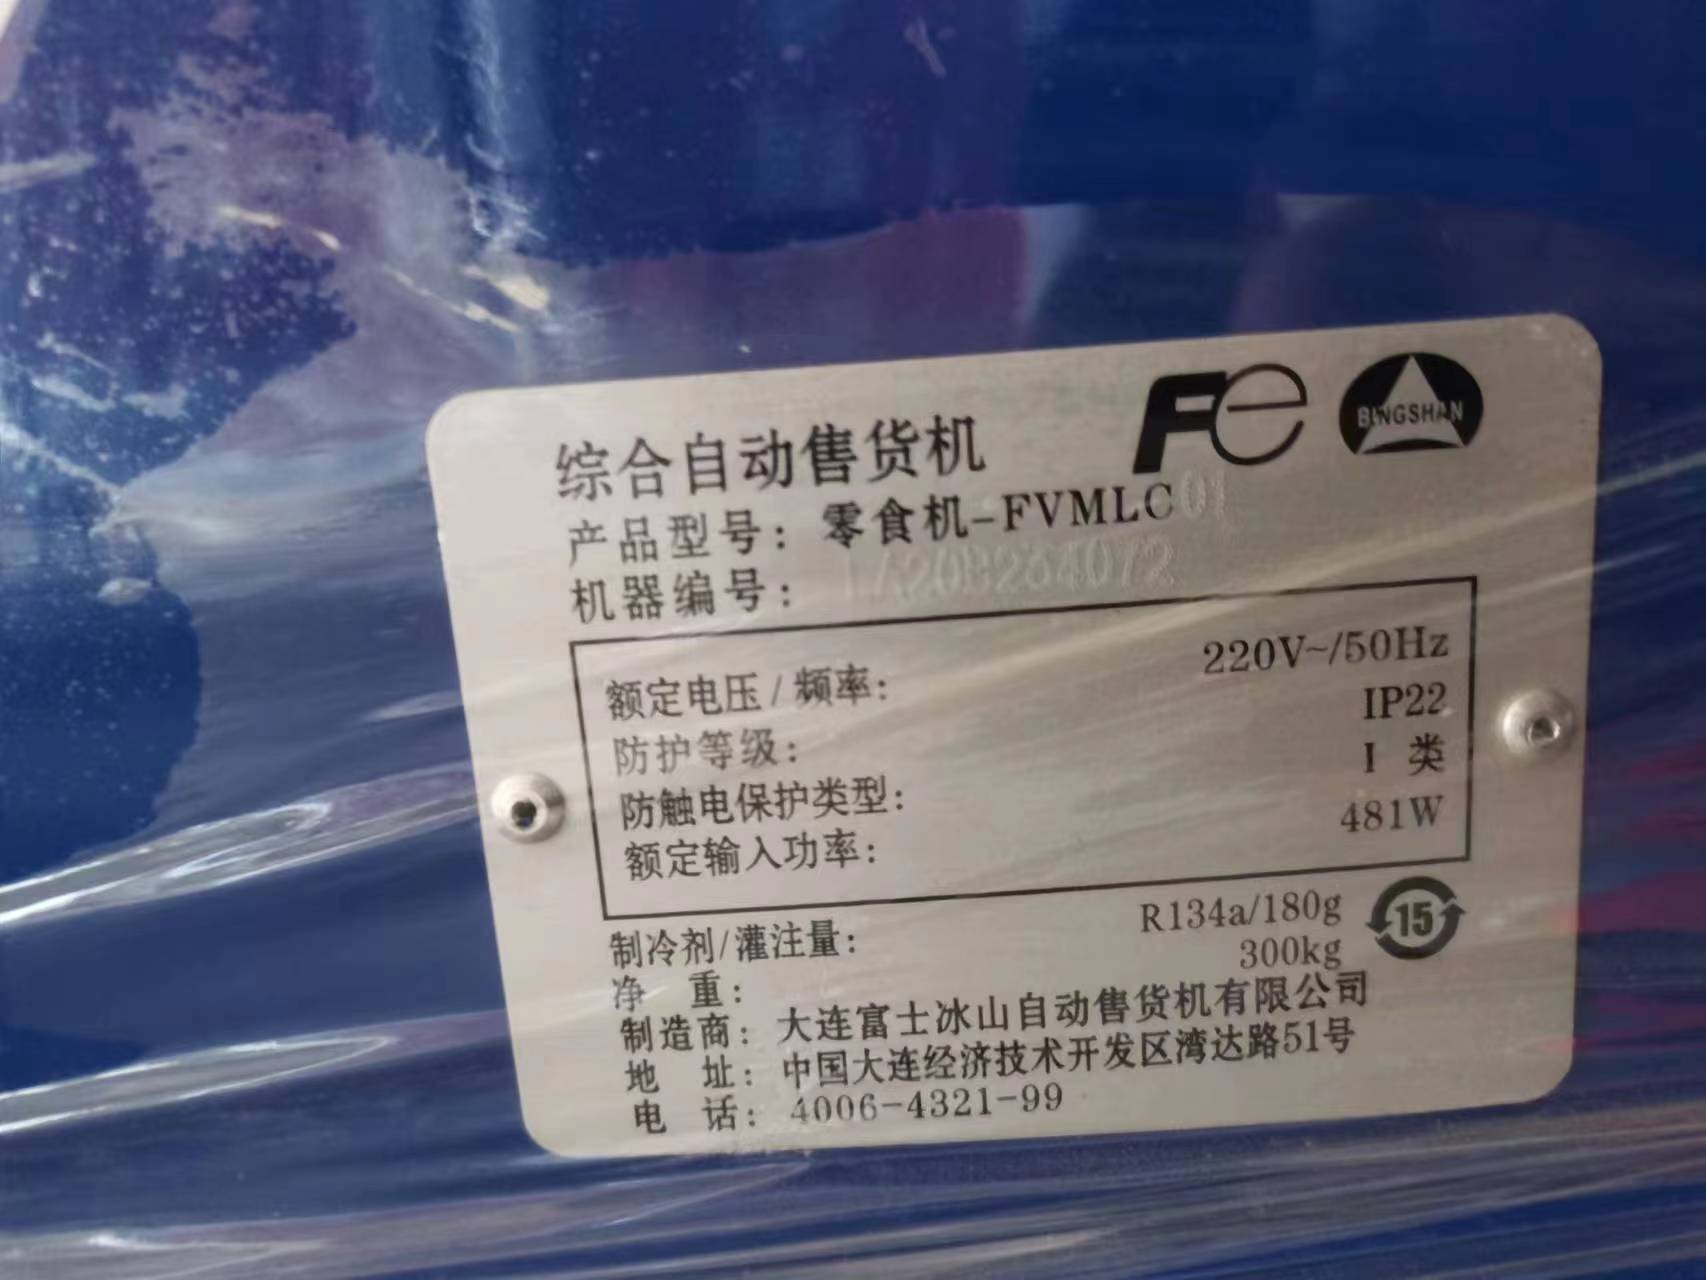 Fe BINGSHAN
综合自动售货机
产品型号：零食机-FVMLC01
机器编号：
额定电压/频率： 220V~/50Hz
防护等级： IP22
防触电保护类型： I 类
额定输入功率： 481W
制冷剂/灌注量： R134a/180g
15
净 重： 300kg
制造商：大连富士冰山自动售货机有限公司
地 址：中国大连经济技术开发区湾达路51号
电 话：4006-4321-99